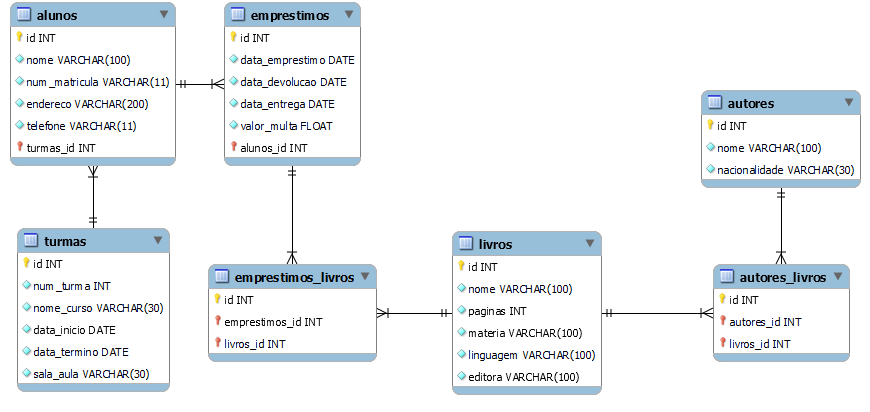 alunos
id INT
nome VARCHAR(100)
num_matricula VARCHAR(11)
endereco VARCHAR(200)
telefone VARCHAR(11)
turmas_id INT
emprestimos
id INT
data_emprestimo DATE
data_devolucao DATE
data_entrega DATE
valor_multa FLOAT
alunos_id INT
autores
id INT
nome VARCHAR(100)
nacionalidade VARCHAR(30)
turmas
id INT
num_turma INT
nome_curso VARCHAR(30)
data_inicio DATE
data_termino DATE
sala_aula VARCHAR(30)
emprestimos_livros
id INT
emprestimos_id INT
livros_id INT
livros
id INT
nome VARCHAR(100)
paginas INT
materia VARCHAR(100)
linguagem VARCHAR(100)
editora VARCHAR(100)
autores_livros
id INT
autores_id INT
livros_id INT